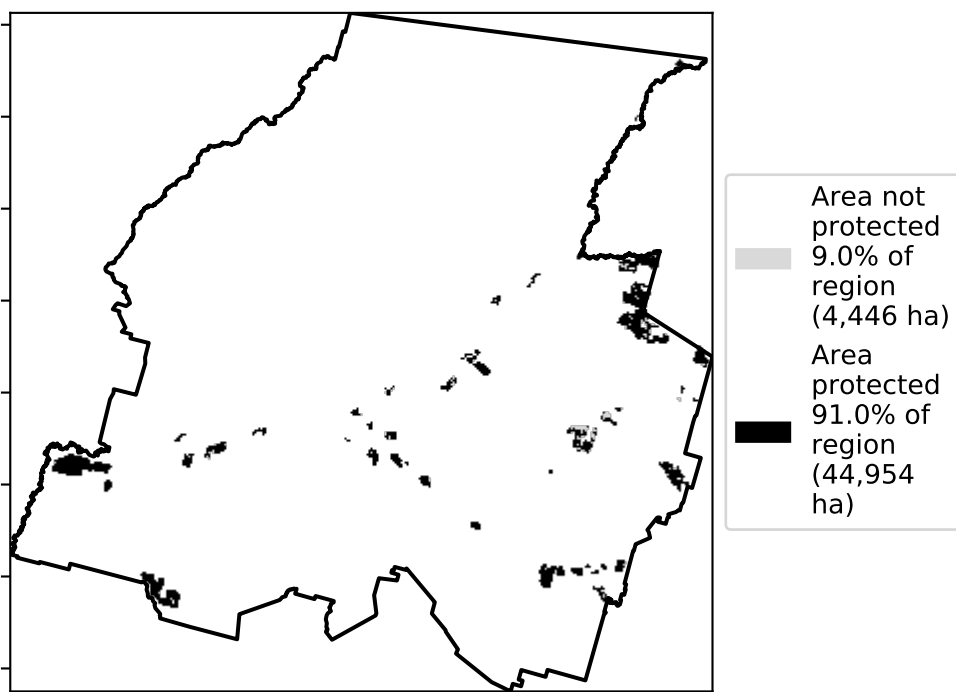 Area not
protected
9.0% of
region
(4,446 ha)
Area
protected
91.0% of
region
(44,954
ha)